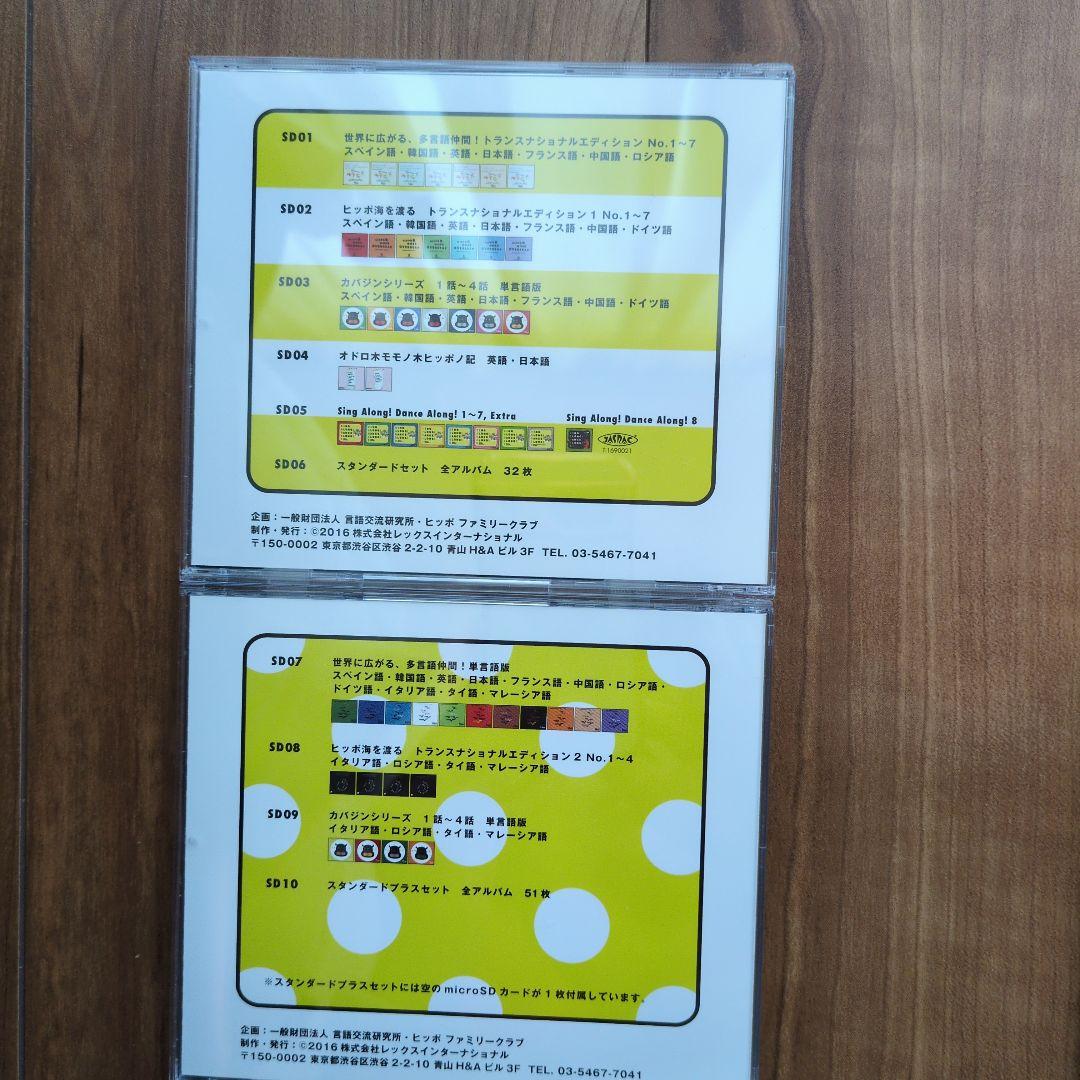 SD01 世界に広がる、多言語仲間！トランスナショナルエディション No.1〜7
スペイン語・韓国語・英語・日本語・フランス語・中国語・ロシア語
SD02 ヒッポ海を渡る トランスナショナルエディション1 No.1〜7
スペイン語・韓国語・英語・日本語・フランス語・中国語・ドイツ語
SD03 カバジンシリーズ 1話〜4話 単言語版
スペイン語・韓国語・英語・日本語・フランス語・中国語・ドイツ語
SD04 オドロ木モモノ木ヒッポノ記 英語・日本語
SD05 Sing Along! Dance Along! 1〜7, Extra Sing Along! Dance Along! 8
JASRAC
T-1690021
SD06 スタンダードセット 全アルバム 32枚
企画：一般財団法人 言語交流研究所・ヒッポ ファミリークラブ
制作・発行：©2016 株式会社レックスインターナショナル
〒150-0002 東京都渋谷区渋谷 2-2-10 青山H&Aビル3F TEL. 03-5467-7041
SD07 世界に広がる、多言語仲間！単言語版
スペイン語・韓国語・英語・日本語・フランス語・中国語・ロシア語・
ドイツ語・イタリア語・タイ語・マレーシア語
SD08 ヒッポ海を渡る トランスナショナルエディション2 No.1〜4
イタリア語・ロシア語・タイ語・マレーシア語
SD09 カバジンシリーズ 1話〜4話 単言語版
イタリア語・ロシア語・タイ語・マレーシア語
SD10 スタンダードプラスセット 全アルバム 51枚
※スタンダードプラスセットには空のmicroSDカードが1枚付属しています。
企画：一般財団法人 言語交流研究所・ヒッポ ファミリークラブ
制作・発行：©2016 株式会社レックスインターナショナル
〒150-0002 東京都渋谷区渋谷 2-2-10 青山H&Aビル3F TEL. 03-5467-7041